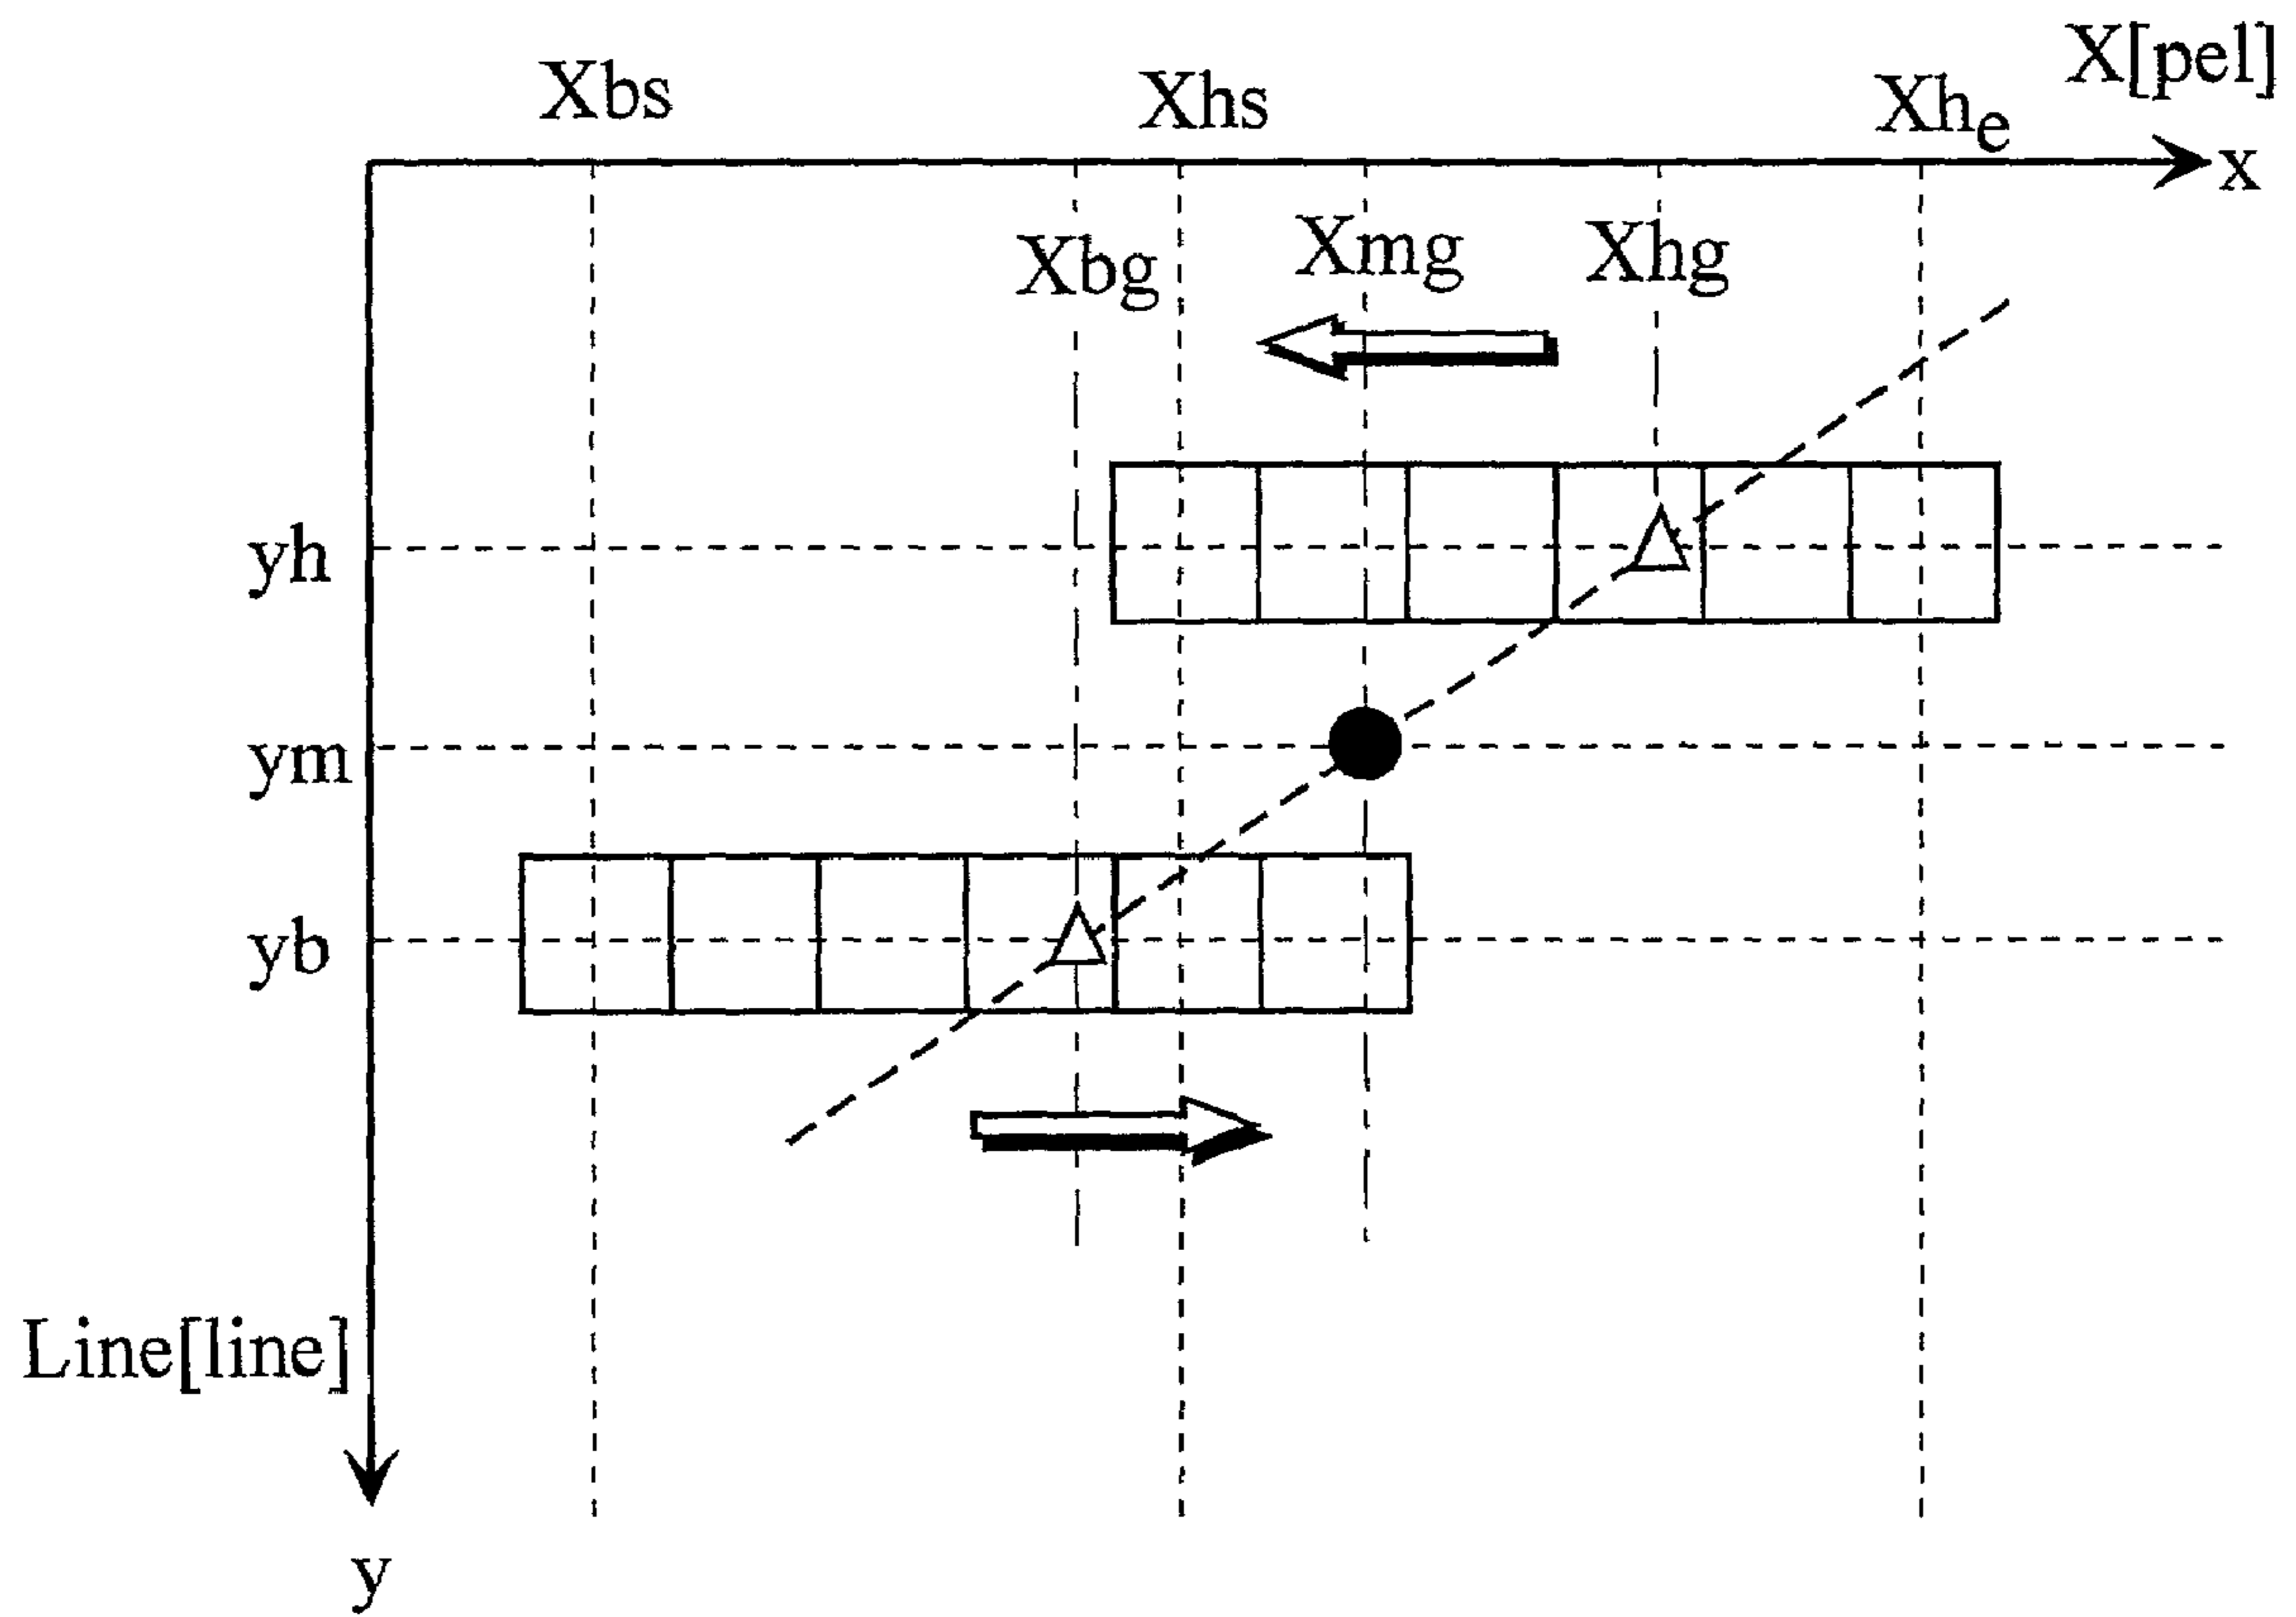 X[pel]
Xbs
Xhs
Xhe
x
Xbg
Xmg
Xhg
yh
ym
yb
Line[line]
y